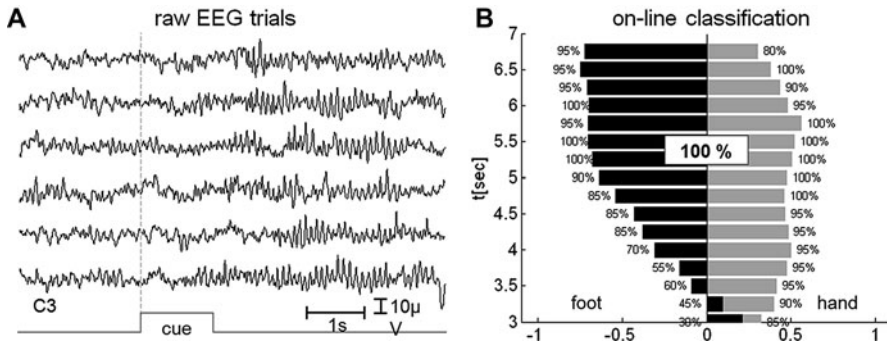 A raw EEG trials
C3
cue
1s
10μ
V
B on-line classification
t[sec]
7
95% 80%
6.5 95% 100%
95% 90%
6 100% 95%
95% 100%
5.5 100% 100%
100 %
100% 100%
5 90% 100%
85% 100%
4.5 85% 95%
85% 95%
4 70% 95%
55% 95%
3.5 60% 95%
foot 45% 90% hand
3 30% 85%
-1 -0.5 0 0.5 1